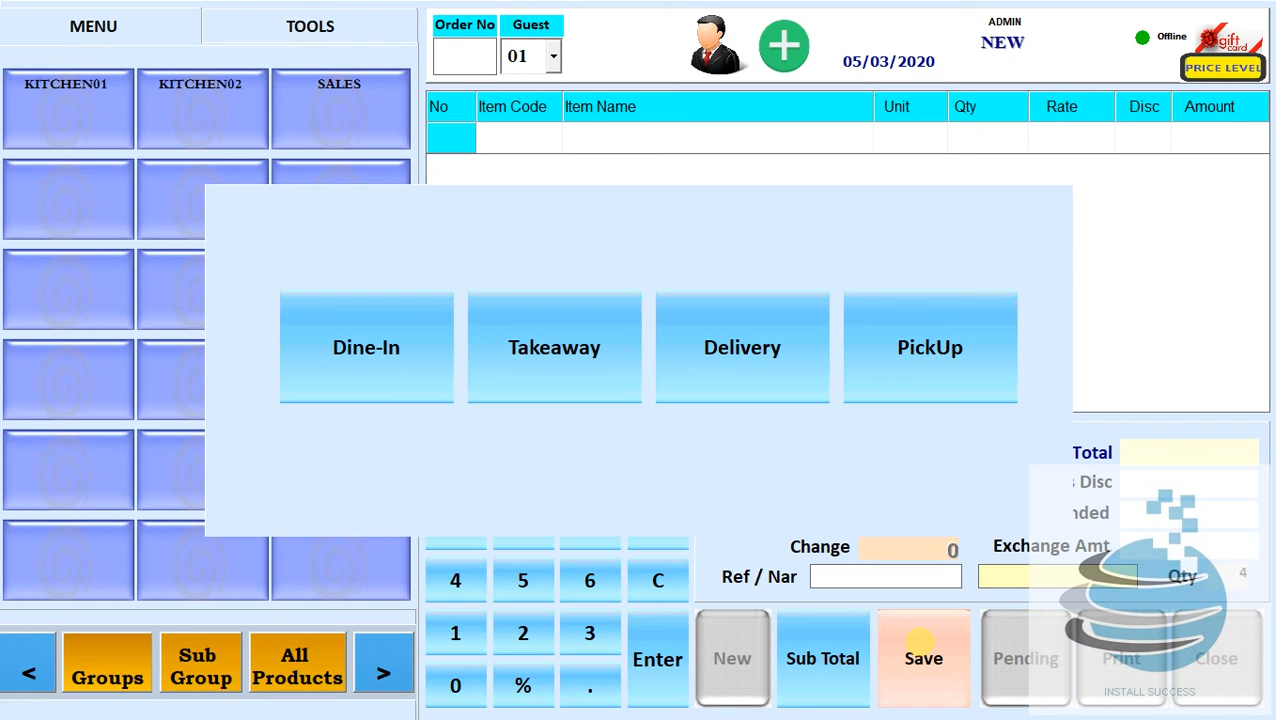 MENU
TOOLS
KITCHEN01
KITCHEN02
SALES
Order No
Guest
01
05/03/2020
ADMIN
NEW
Offline
gift
card
PRICE LEVEL
No
Item Code
Item Name
Unit
Qty
Rate
Disc
Amount
Dine-In
Takeaway
Delivery
PickUp
Total
Disc
Change
0
Exchange Amt
Ref / Nar
Qty
4
4
5
6
C
1
2
3
Enter
0
%
.
New
Sub Total
Save
Pending
Print
Close
INSTALL SUCCESS
<
Groups
Sub
Group
All
Products
>